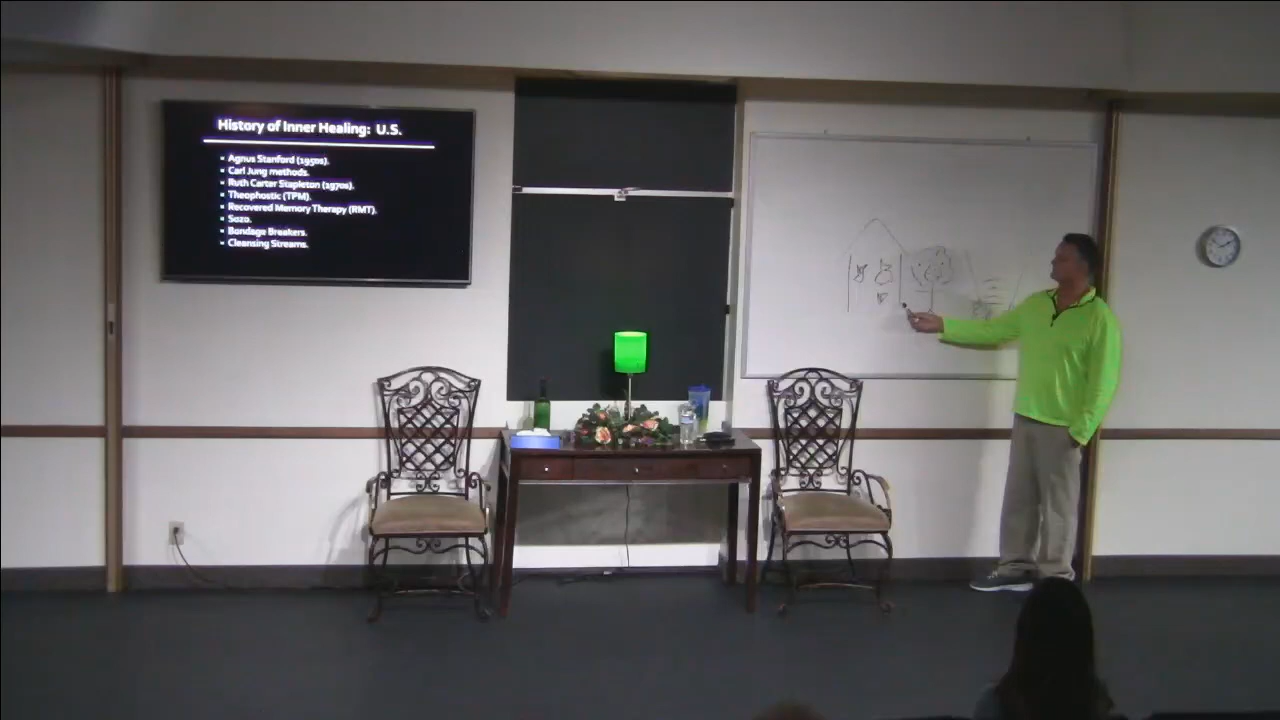 History of Inner Healing: U.S.
Agnus Stanford (1950s).
Carl Jung methods.
Ruth Carter Stapleton (1970s).
Theophostic (TPM).
Recovered Memory Therapy (RMT).
Sozo.
Bondage Breakers.
Cleansing Streams.